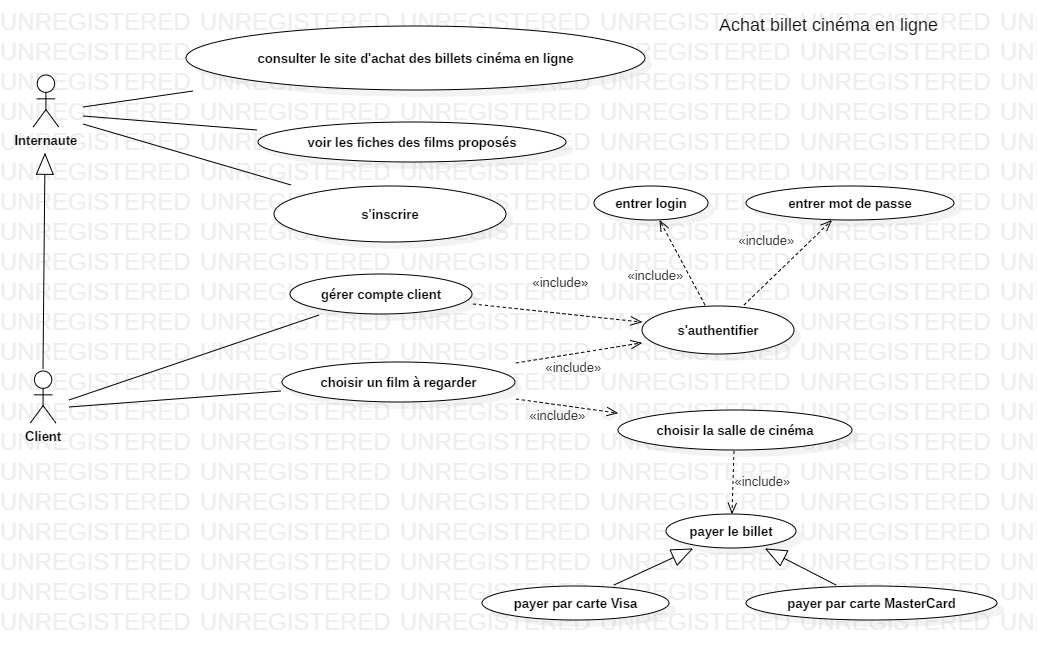 Achat billet cinéma en ligne
consulter le site d'achat des billets cinéma en ligne
Internaute
voir les fiches des films proposés
s'inscrire
entrer login
entrer mot de passe
«include»
«include»
«include»
gérer compte client
s'authentifier
«include»
choisir un film à regarder
Client
«include»
choisir la salle de cinéma
«include»
payer le billet
payer par carte Visa
payer par carte MasterCard
UNREGISTERED